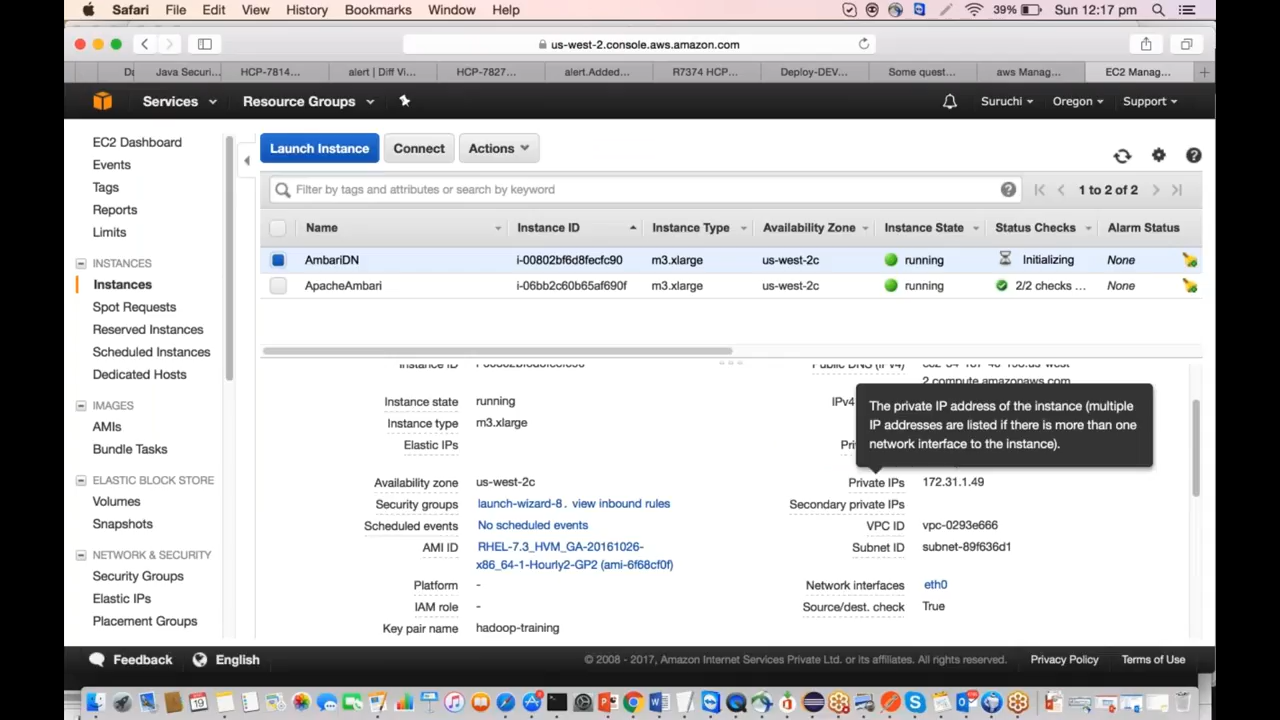 Safari File Edit View History Bookmarks Window Help 39% Sun 12:17 pm
us-west-2.console.aws.amazon.com
Java Securi... HCP-7814... alert | Diff Vi... HCP-7827... alert.Added... R7374 HCP... Deploy-DEV... Some quest... aws Manag... EC2 Manag...
Services Resource Groups Suruchi Oregon Support
EC2 Dashboard
Events
Tags
Reports
Limits
INSTANCES
Instances
Spot Requests
Reserved Instances
Scheduled Instances
Dedicated Hosts
IMAGES
AMIs
Bundle Tasks
ELASTIC BLOCK STORE
Volumes
Snapshots
NETWORK & SECURITY
Security Groups
Elastic IPs
Placement Groups
Launch Instance Connect Actions
Filter by tags and attributes or search by keyword 1 to 2 of 2
Name Instance ID Instance Type Availability Zone Instance State Status Checks Alarm Status
AmbariDN i-00802bf6d8fecfc90 m3.xlarge us-west-2c running Initializing None
ApacheAmbari i-06bb2c60b65af690f m3.xlarge us-west-2c running 2/2 checks ... None
Instance ID Public DNS (IPv4)
2.compute.amazonaws.com
Instance state running IPv4
Instance type m3.xlarge
Elastic IPs Pri
The private IP address of the instance (multiple
IP addresses are listed if there is more than one
network interface to the instance).
Availability zone us-west-2c Private IPs 172.31.1.49
Security groups launch-wizard-8. view inbound rules Secondary private IPs
Scheduled events No scheduled events VPC ID vpc-0293e666
AMI ID RHEL-7.3_HVM_GA-20161026- Subnet ID subnet-89f636d1
x86_64-1-Hourly2-GP2 (ami-6f68cf0f)
Platform - Network interfaces eth0
IAM role - Source/dest. check True
Key pair name hadoop-training
Feedback English © 2008 - 2017, Amazon Internet Services Private Ltd. or its affiliates. All rights reserved. Privacy Policy Terms of Use